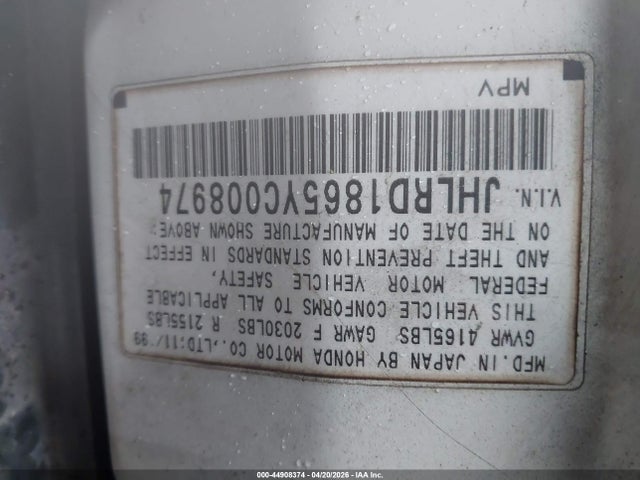 MFD.IN JAPAN BY HONDA MOTOR CO.,LTD:11/'99
GVWR 4165LBS GAWR F 2030LBS R 2155LBS
THIS VEHICLE CONFORMS TO ALL APPLICABLE
FEDERAL MOTOR VEHICLE SAFETY,
AND THEFT PREVENTION STANDARDS IN EFFECT
ON THE DATE OF MANUFACTURE SHOWN ABOVE:
V.I.N. JHLRD1865YC008974
MPV
000-44908374 | 04/20/2026 - IAA Inc.